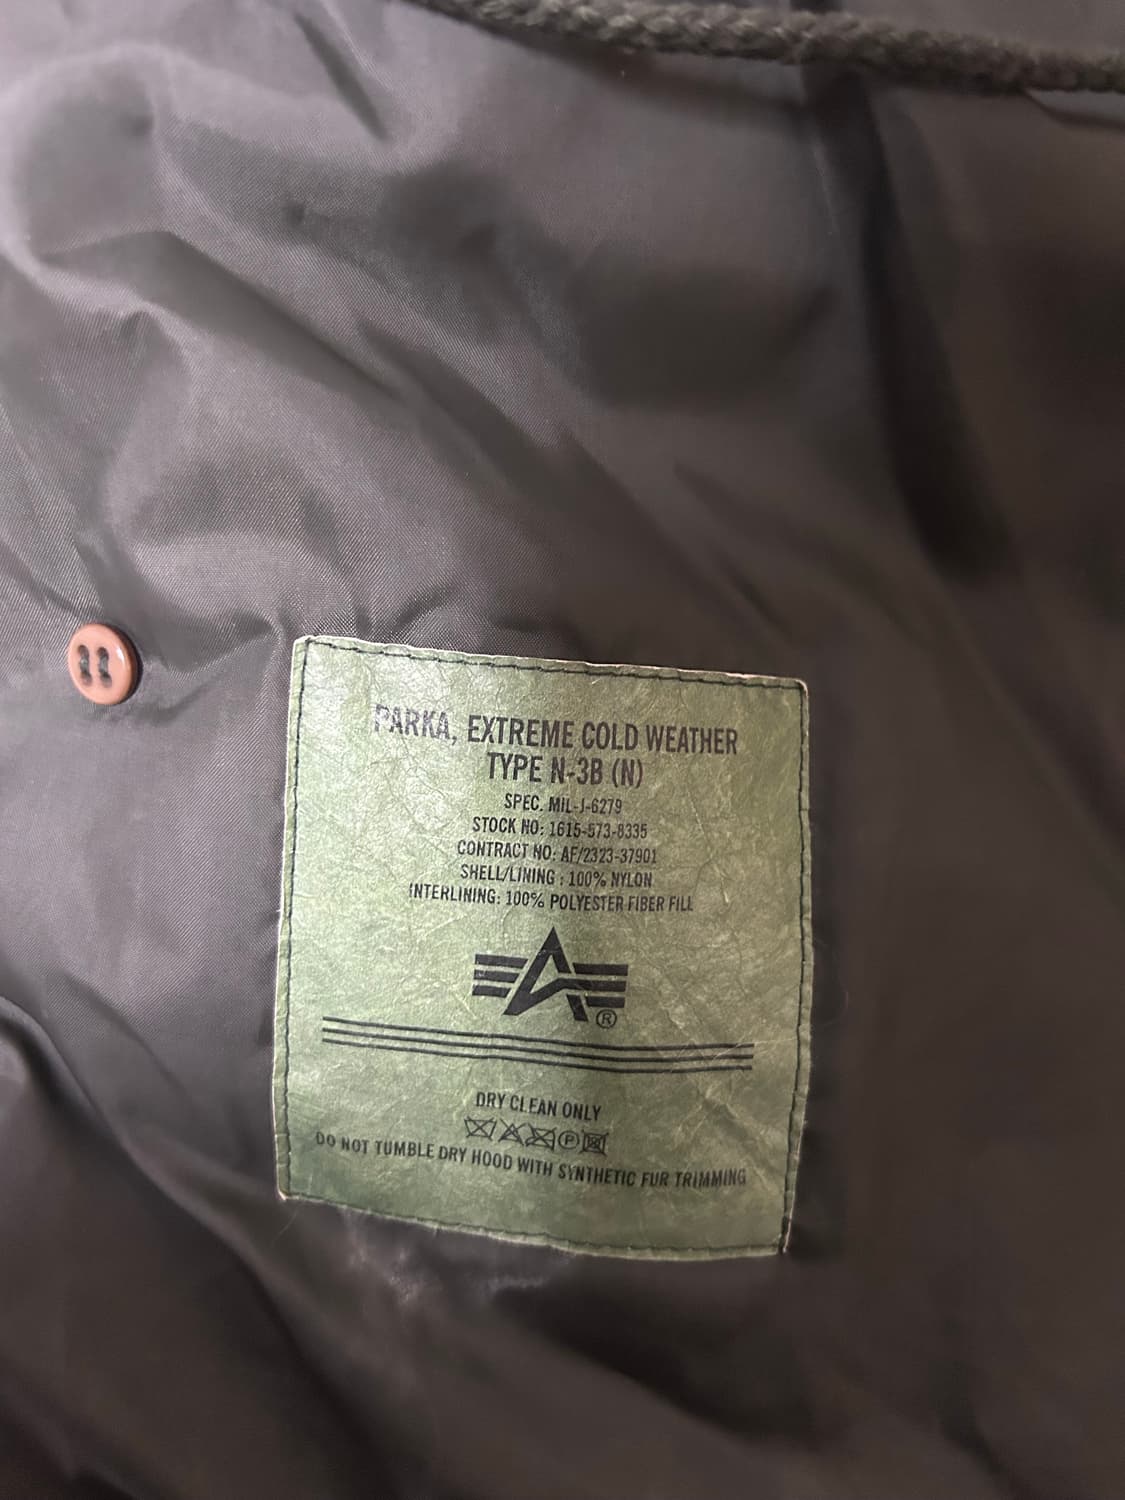 PARKA, EXTREME COLD WEATHER
TYPE N-3B (N)
SPEC. MIL-J-6279
STOCK NO: 1615-573-8335
CONTRACT NO: AF/2323-37901
SHELL/LINING : 100% NYLON
INTERLINING: 100% POLYESTER FIBER FILL
®
DRY CLEAN ONLY
P
DO NOT TUMBLE DRY HOOD WITH SYNTHETIC FUR TRIMMING